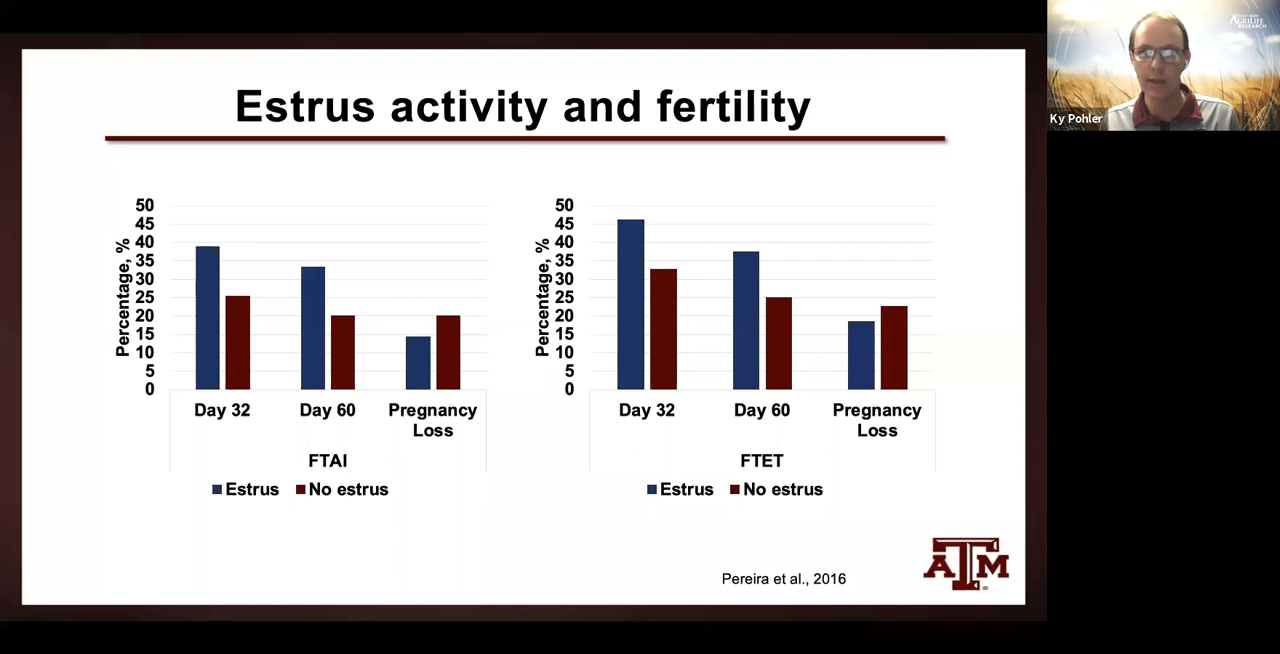 Estrus activity and fertility
Percentage, %
50
45
40
35
30
25
20
15
10
5
0
Day 32
Day 60
Pregnancy
Loss
FTAI
Estrus
No estrus
Percentage, %
50
45
40
35
30
25
20
15
10
5
0
Day 32
Day 60
Pregnancy
Loss
FTET
Estrus
No estrus
Pereira et al., 2016
ATM
AGRILIFE
RESEARCH
Ky Pohler